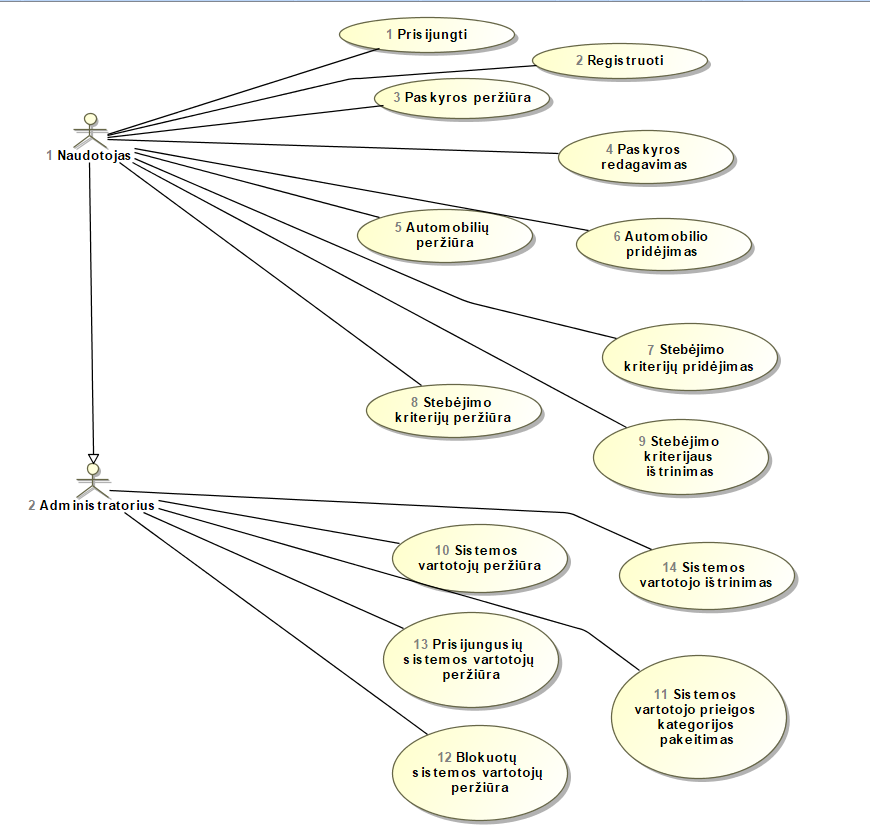 1 Prisijungti
2 Registruoti
3 Paskyros peržiūra
1 Naudotojas
4 Paskyros
redagavimas
5 Automobilių
peržiūra
6 Automobilio
pridėjimas
7 Stebėjimo
kriterijų pridėjimas
8 Stebėjimo
kriterijų peržiūra
9 Stebėjimo
kriterijaus
ištrinimas
2 Administratorius
10 Sistemos
vartotojų peržiūra
14 Sistemos
vartotojo ištrinimas
13 Prisijungusių
sistemos vartotojų
peržiūra
11 Sistemos
vartotojo prieigos
kategorijos
pakeitimas
12 Blokuotų
sistemos vartotojų
peržiūra